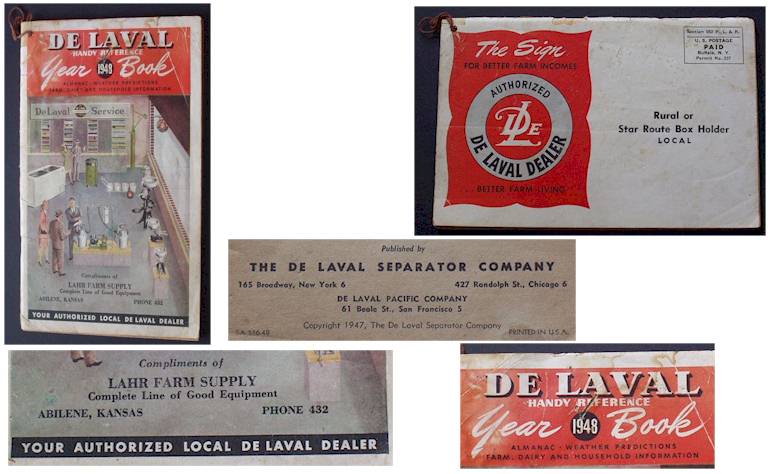 DE LAVAL
HANDY REFERENCE
Year 1948 Book
ALMANAC - WEATHER PREDICTIONS
FARM, DAIRY AND HOUSEHOLD INFORMATION
De Laval Service
Compliments of
LAHR FARM SUPPLY
Complete Line of Good Equipment
ABILENE, KANSAS PHONE 432
YOUR AUTHORIZED LOCAL DE LAVAL DEALER
The Sign
FOR BETTER FARM INCOMES
AUTHORIZED
DE LAVAL
DE LAVAL DEALER
BETTER FARM LIVING
U. S. POSTAGE
PAID
Buffalo, N. Y.
Permit No. 227
Rural or
Star Route Box Holder
LOCAL
Published by
THE DE LAVAL SEPARATOR COMPANY
165 Broadway, New York 6 427 Randolph St., Chicago 6
DE LAVAL PACIFIC COMPANY
61 Beale St., San Francisco 5
Copyright 1947, The De Laval Separator Company
PRINTED IN U.S.A.
Compliments of
LAHR FARM SUPPLY
Complete Line of Good Equipment
ABILENE, KANSAS PHONE 432
YOUR AUTHORIZED LOCAL DE LAVAL DEALER
DE LAVAL
HANDY REFERENCE
Year 1948 Book
ALMANAC - WEATHER PREDICTIONS
FARM, DAIRY AND HOUSEHOLD INFORMATION